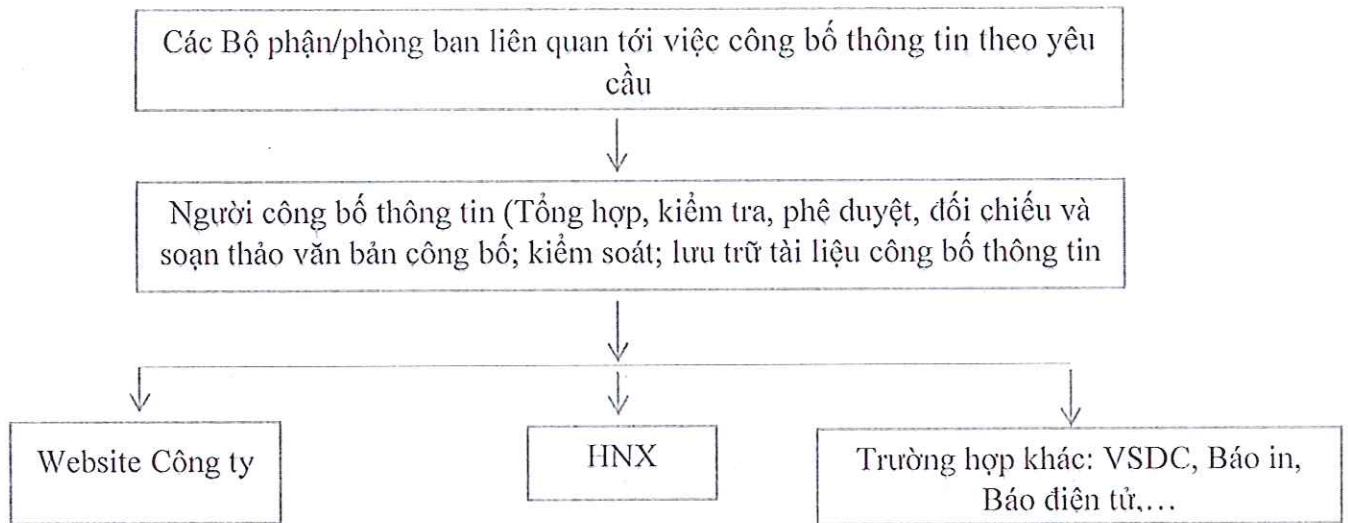 Các Bộ phận/phòng ban liên quan tới việc công bố thông tin theo yêu
cầu
Người công bố thông tin (Tổng hợp, kiểm tra, phê duyệt, đối chiếu và
soạn thảo văn bản công bố; kiểm soát; lưu trữ tài liệu công bố thông tin
Website Công ty
HNX
Trường hợp khác: VSDC, Báo in,
Báo điện tử,…